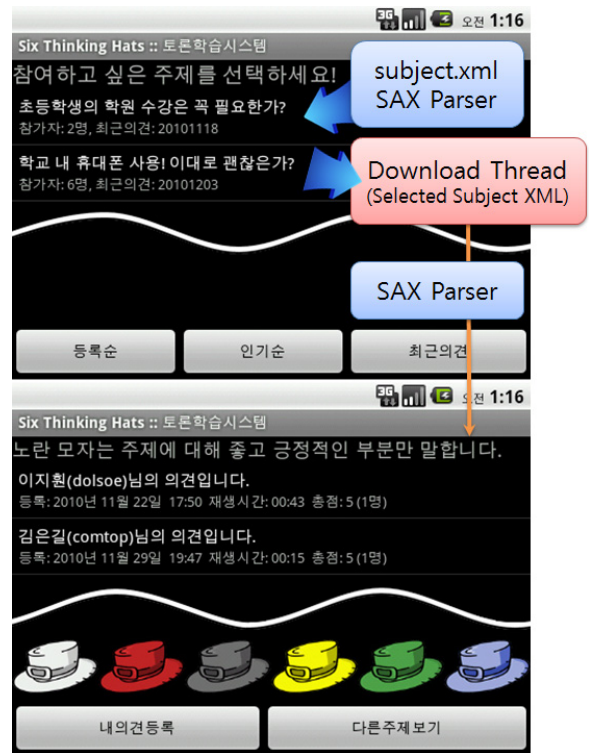 3G 오전 1:16
Six Thinking Hats :: 토론학습시스템
참여하고 싶은 주제를 선택하세요!
subject.xml
SAX Parser
초등학생의 학원 수강은 꼭 필요한가?
참가자: 2명, 최근의견: 20101118
학교 내 휴대폰 사용! 이대로 괜찮은가?
참가자: 6명, 최근의견: 20101203
Download Thread
(Selected Subject XML)
SAX Parser
등록순 인기순 최근의견
3G 오전 1:16
Six Thinking Hats :: 토론학습시스템
노란 모자는 주제에 대해 좋고 긍정적인 부분만 말합니다.
이지훤(dolsoe)님의 의견입니다.
등록: 2010년 11월 22일 17:50 재생시간: 00:43 총점: 5 (1명)
김은길(comtop)님의 의견입니다.
등록: 2010년 11월 29일 19:47 재생시간: 00:15 총점: 5 (1명)
내의견등록 다른주제보기